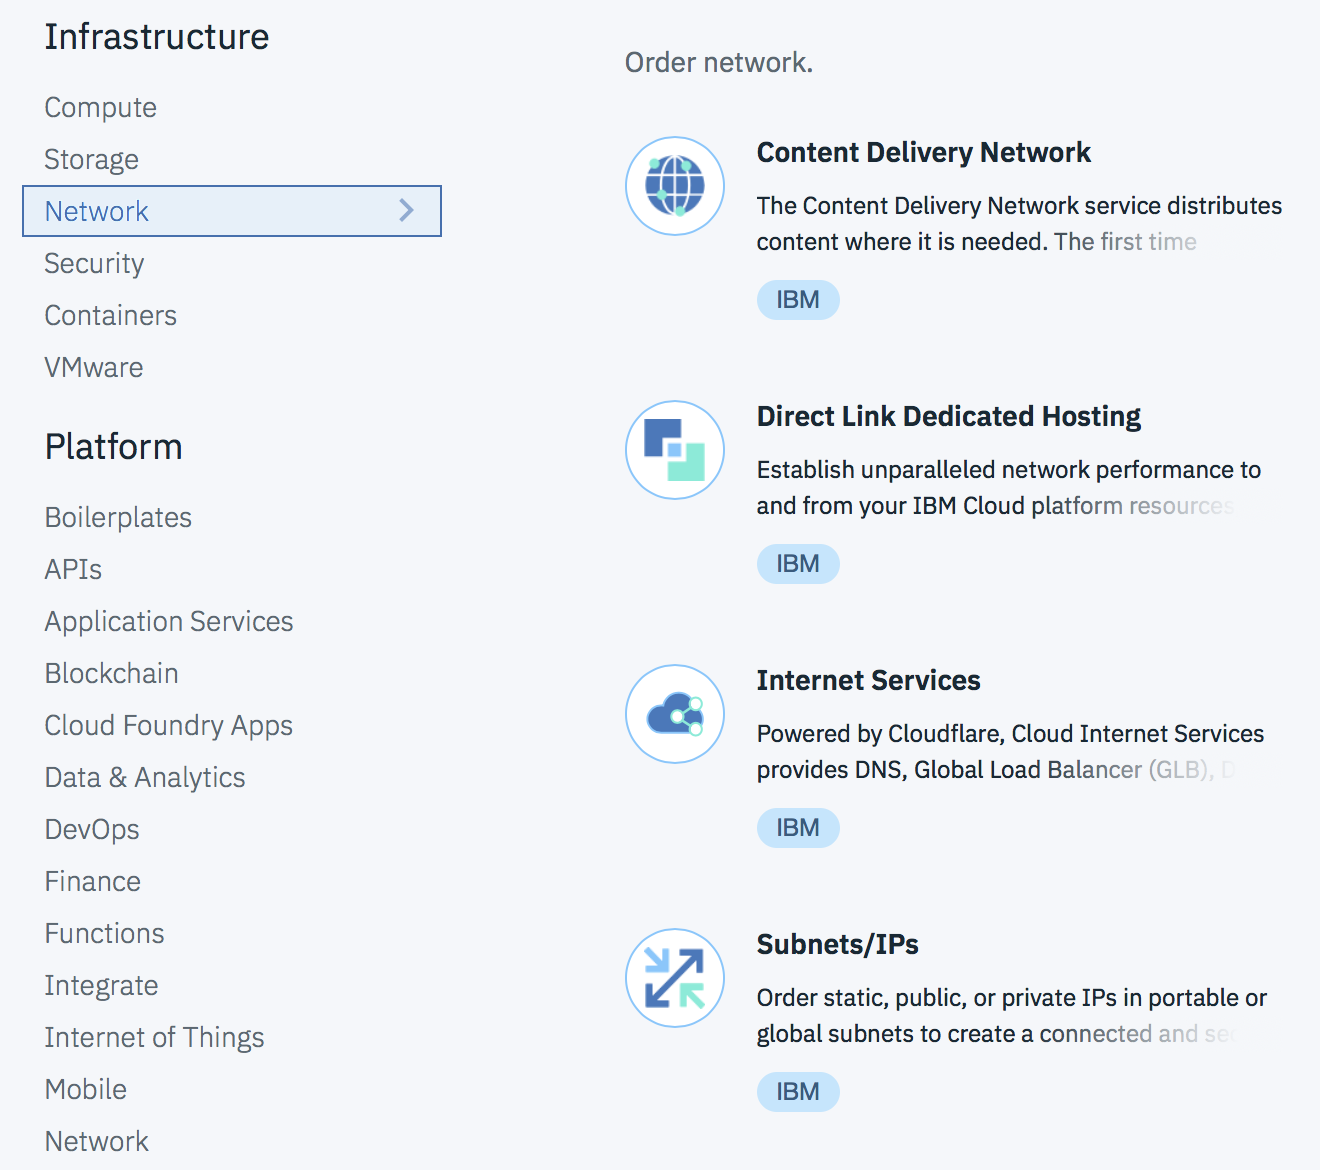 Infrastructure
Compute
Storage
Network
Security
Containers
VMware
Platform
Boilerplates
APIs
Application Services
Blockchain
Cloud Foundry Apps
Data & Analytics
DevOps
Finance
Functions
Integrate
Internet of Things
Mobile
Network
Order network.
Content Delivery Network
The Content Delivery Network service distributes
content where it is needed. The first time
IBM
Direct Link Dedicated Hosting
Establish unparalleled network performance to
and from your IBM Cloud platform resources
IBM
Internet Services
Powered by Cloudflare, Cloud Internet Services
provides DNS, Global Load Balancer (GLB), D
IBM
Subnets/IPs
Order static, public, or private IPs in portable or
global subnets to create a connected and sec
IBM